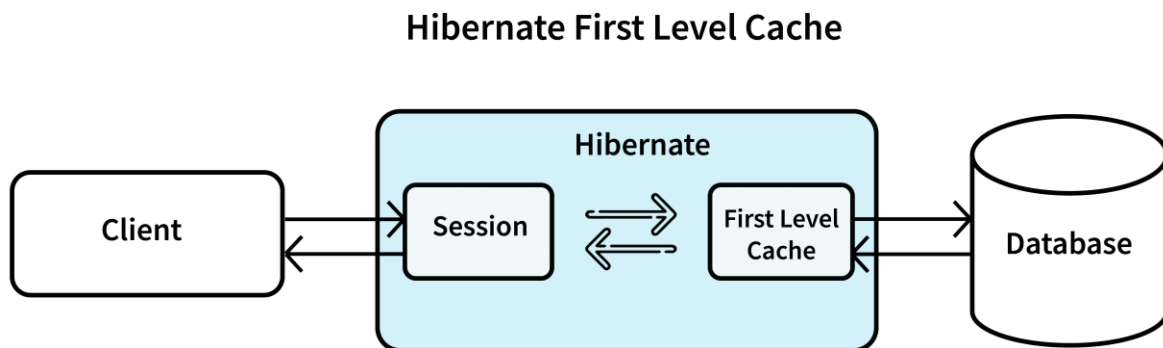 Hibernate First Level Cache
Hibernate
Client
Session
First Level
Cache
Database